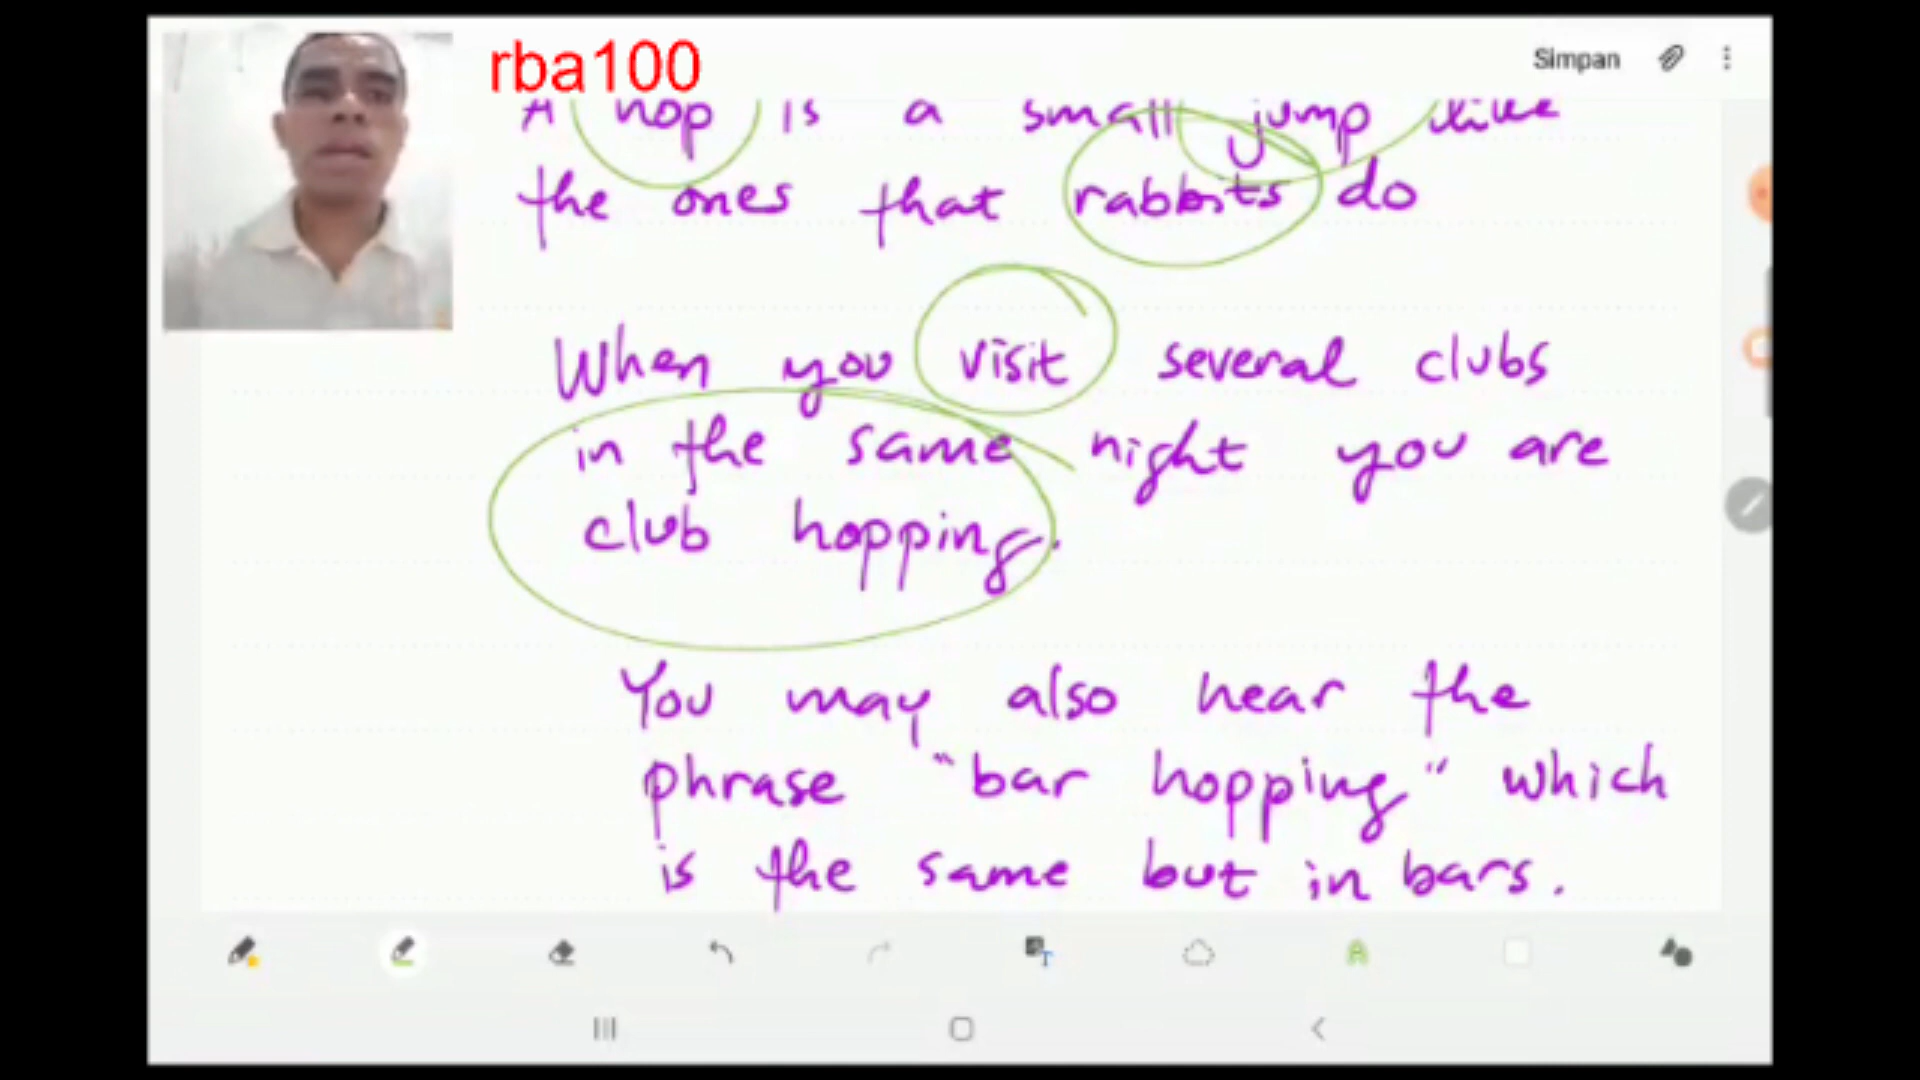 rba100
Simpan
A hop is a small jump like
the ones that rabbits do
When you visit several clubs
in the same night you are
club hopping.
You may also hear the
phrase "bar hopping" which
is the same but in bars.